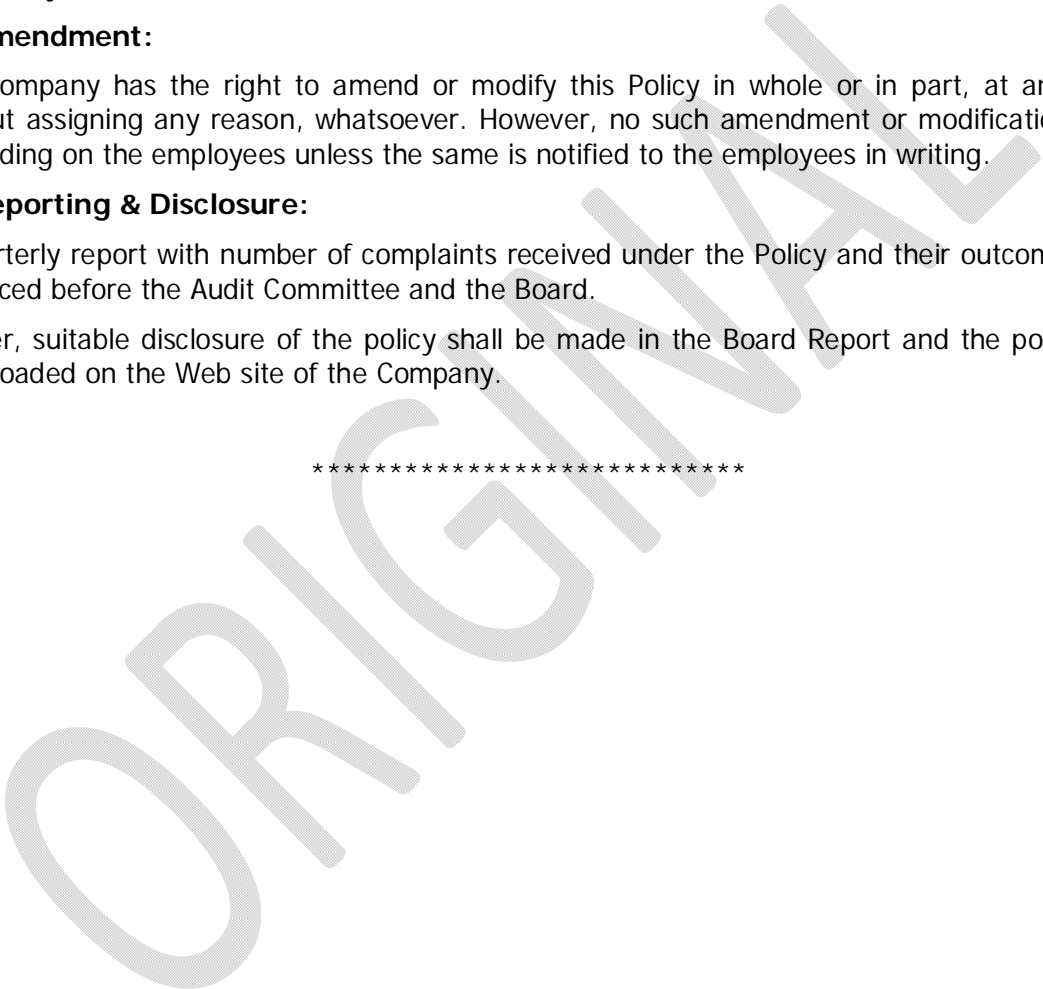 mendment:
ompany has the right to amend or modify this Policy in whole or in part, at an
ut assigning any reason, whatsoever. However, no such amendment or modificatio
ding on the employees unless the same is notified to the employees in writing.
eporting & Disclosure:
rterly report with number of complaints received under the Policy and their outcom
ced before the Audit Committee and the Board.
er, suitable disclosure of the policy shall be made in the Board Report and the po
loaded on the Web site of the Company.
****************************
ORIGINAL